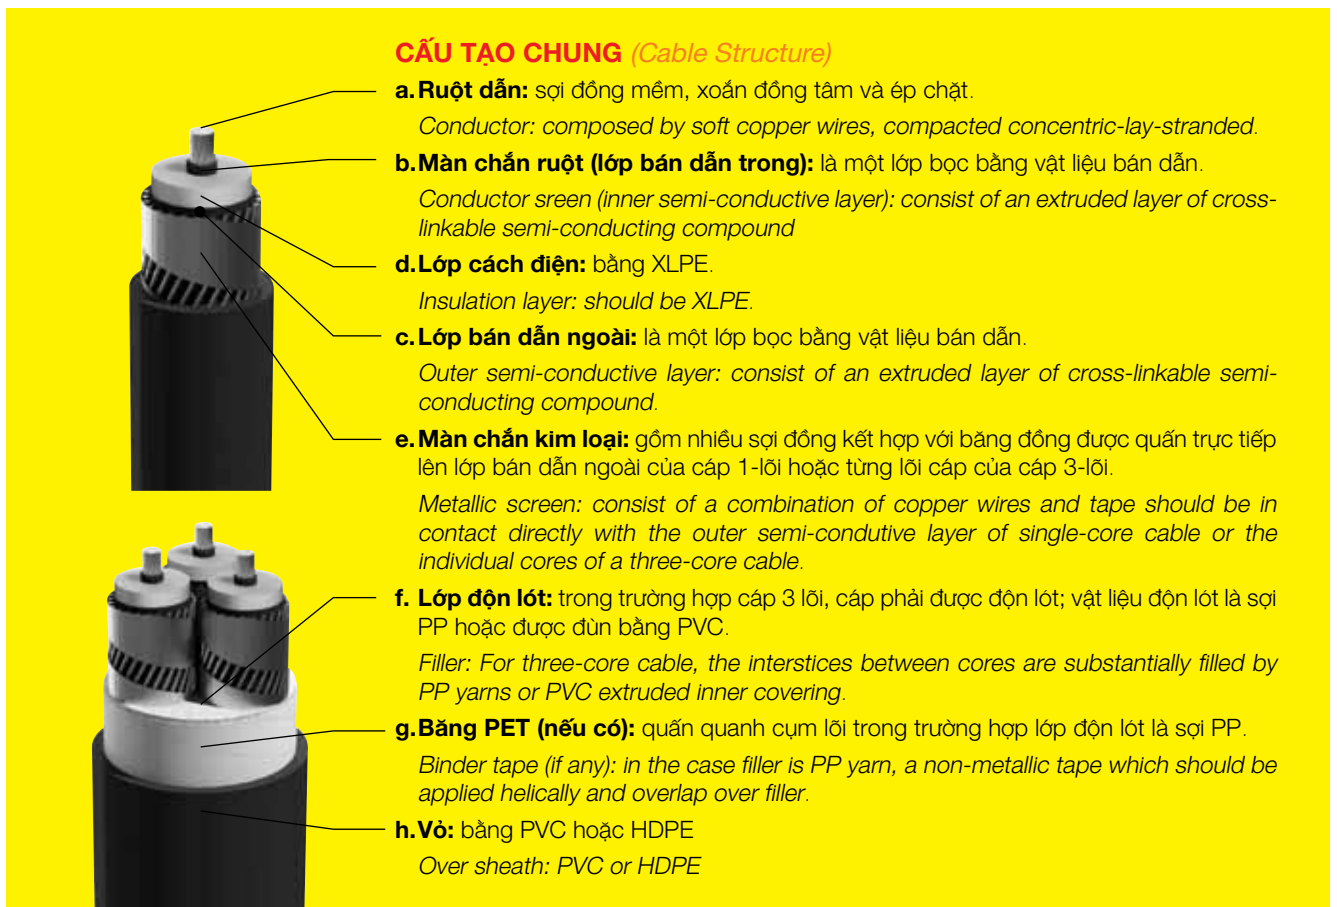 CẤU TẠO CHUNG (Cable Structure)
a. Ruột dẫn: sợi đồng mềm, xoắn đồng tâm và ép chặt.
Conductor: composed by soft copper wires, compacted concentric-lay-stranded.
b. Màn chắn ruột (lớp bán dẫn trong): là một lớp bọc bằng vật liệu bán dẫn.
Conductor sreen (inner semi-conductive layer): consist of an extruded layer of cross-
linkable semi-conducting compound
d. Lớp cách điện: bằng XLPE.
Insulation layer: should be XLPE.
c. Lớp bán dẫn ngoài: là một lớp bọc bằng vật liệu bán dẫn.
Outer semi-conductive layer: consist of an extruded layer of cross-linkable semi-
conducting compound.
e. Màn chắn kim loại: gồm nhiều sợi đồng kết hợp với băng đồng được quấn trực tiếp
lên lớp bán dẫn ngoài của cáp 1-lõi hoặc từng lõi cáp của cáp 3-lõi.
Metallic screen: consist of a combination of copper wires and tape should be in
contact directly with the outer semi-condutive layer of single-core cable or the
individual cores of a three-core cable.
f. Lớp độn lót: trong trường hợp cáp 3 lõi, cáp phải được độn lót; vật liệu độn lót là sợi
PP hoặc được đùn bằng PVC.
Filler: For three-core cable, the interstices between cores are substantially filled by
PP yarns or PVC extruded inner covering.
g. Băng PET (nếu có): quấn quanh cụm lõi trong trường hợp lớp độn lót là sợi PP.
Binder tape (if any): in the case filler is PP yarn, a non-metallic tape which should be
applied helically and overlap over filler.
h. Vỏ: bằng PVC hoặc HDPE
Over sheath: PVC or HDPE